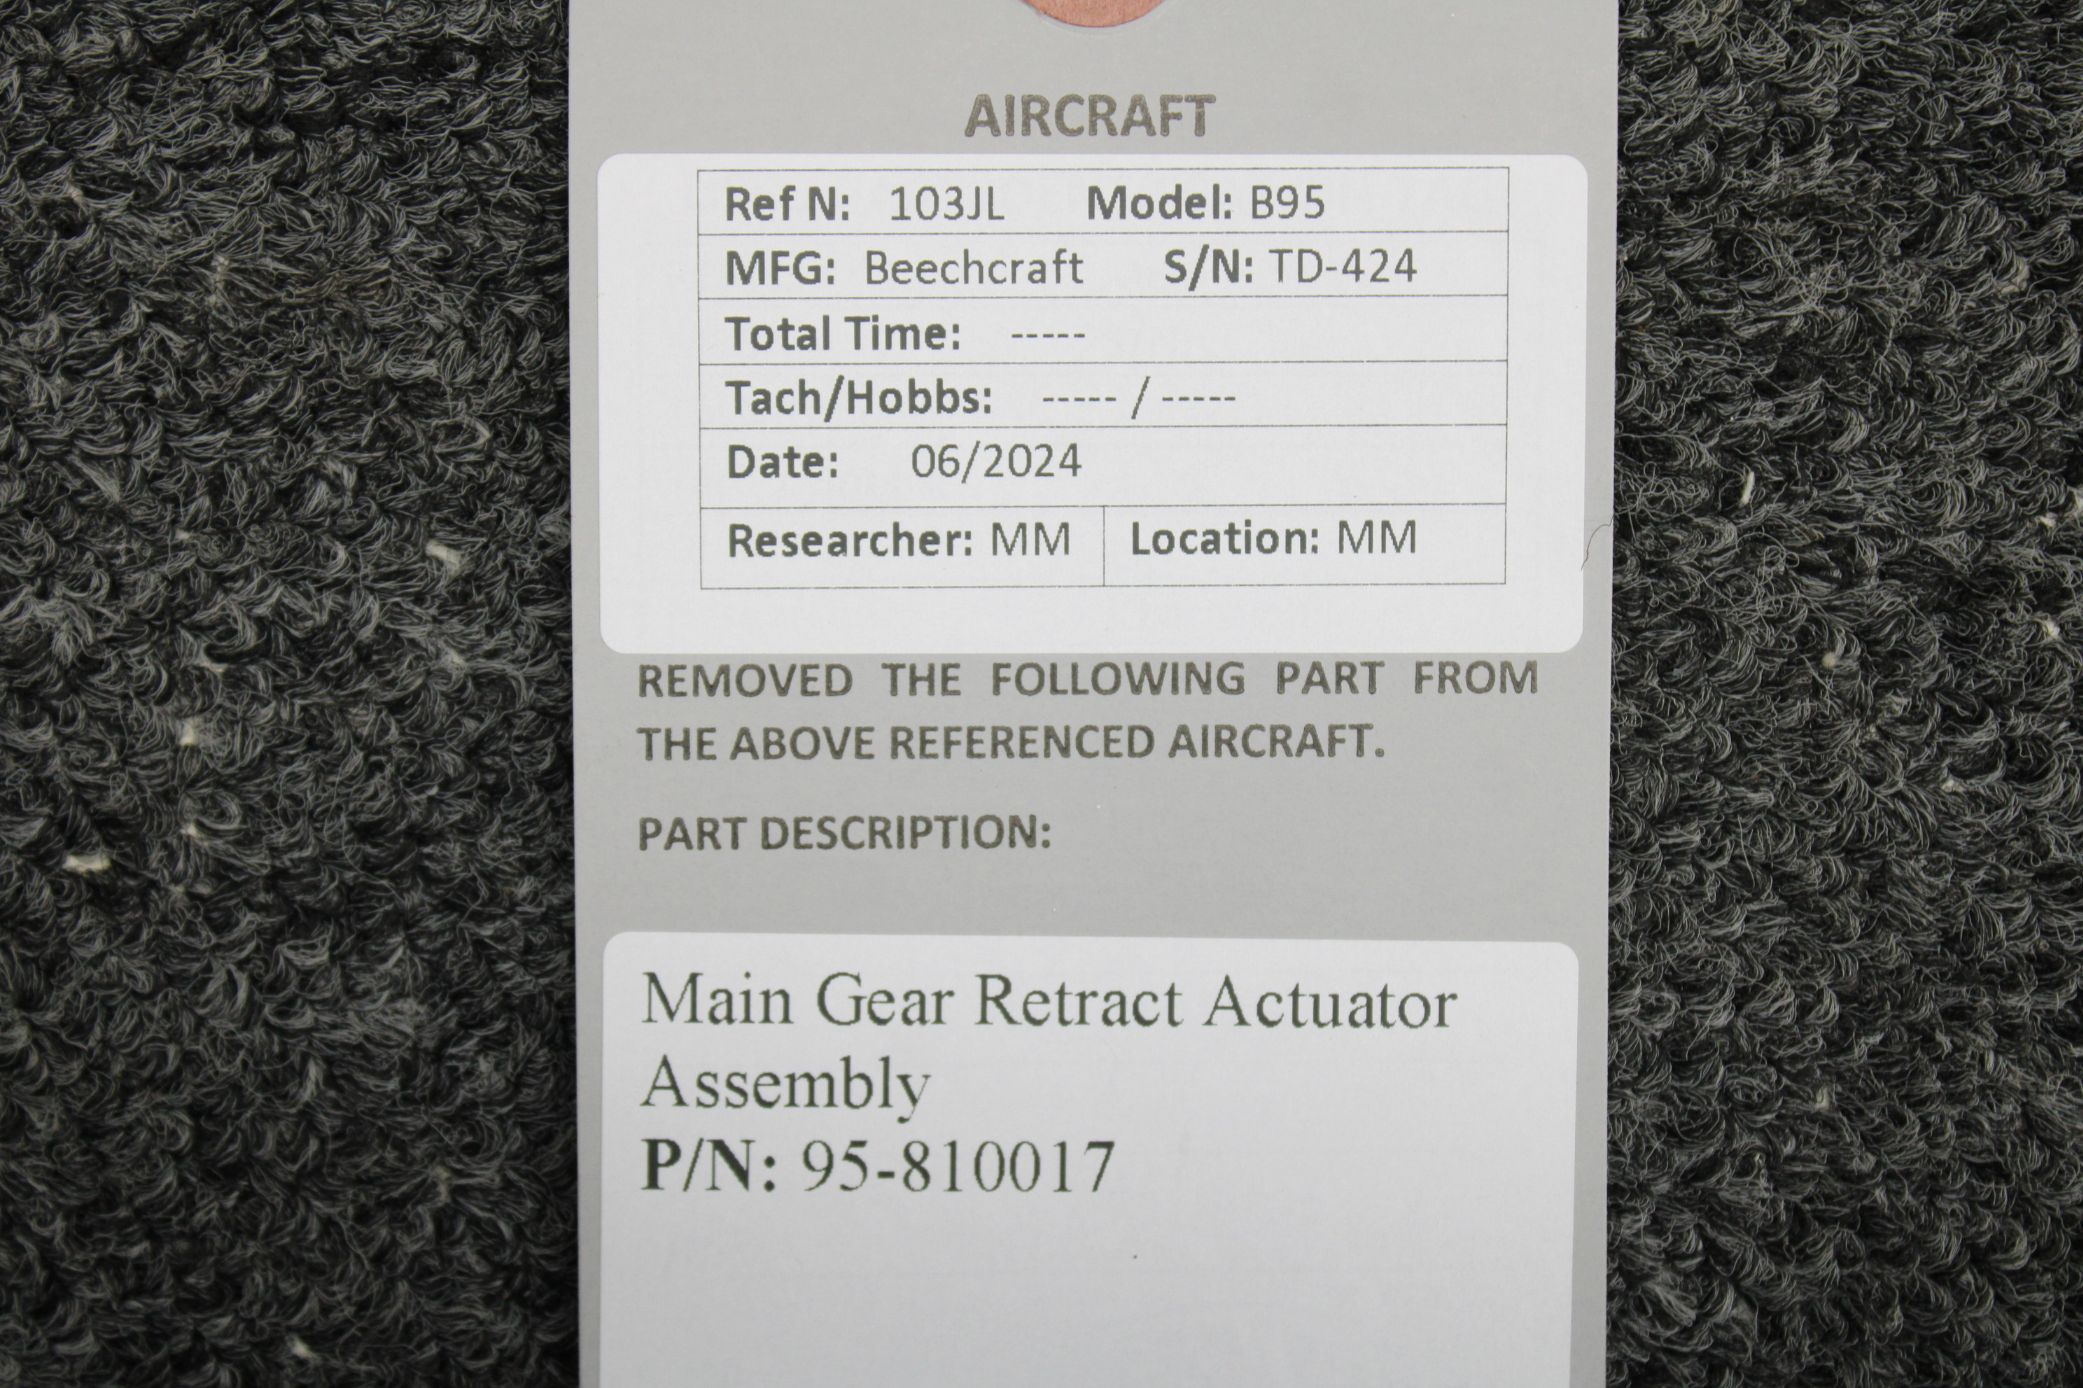 AIRCRAFT
Ref N: 103JL Model: B95
MFG: Beechcraft S/N: TD-424
Total Time: -----
Tach/Hobbs: ----- / -----
Date: 06/2024
Researcher: MM Location: MM
REMOVED THE FOLLOWING PART FROM
THE ABOVE REFERENCED AIRCRAFT.
PART DESCRIPTION:
Main Gear Retract Actuator
Assembly
P/N: 95-810017